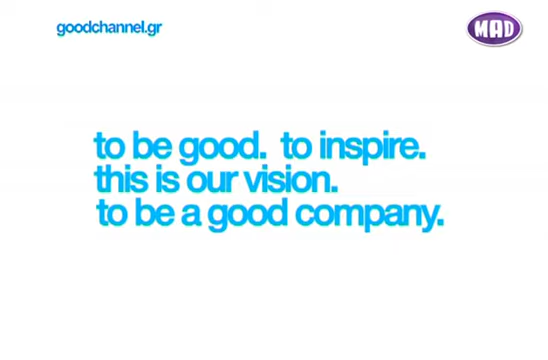 goodchannel.gr
MAD
to be good. to inspire.
this is our vision.
to be a good company.